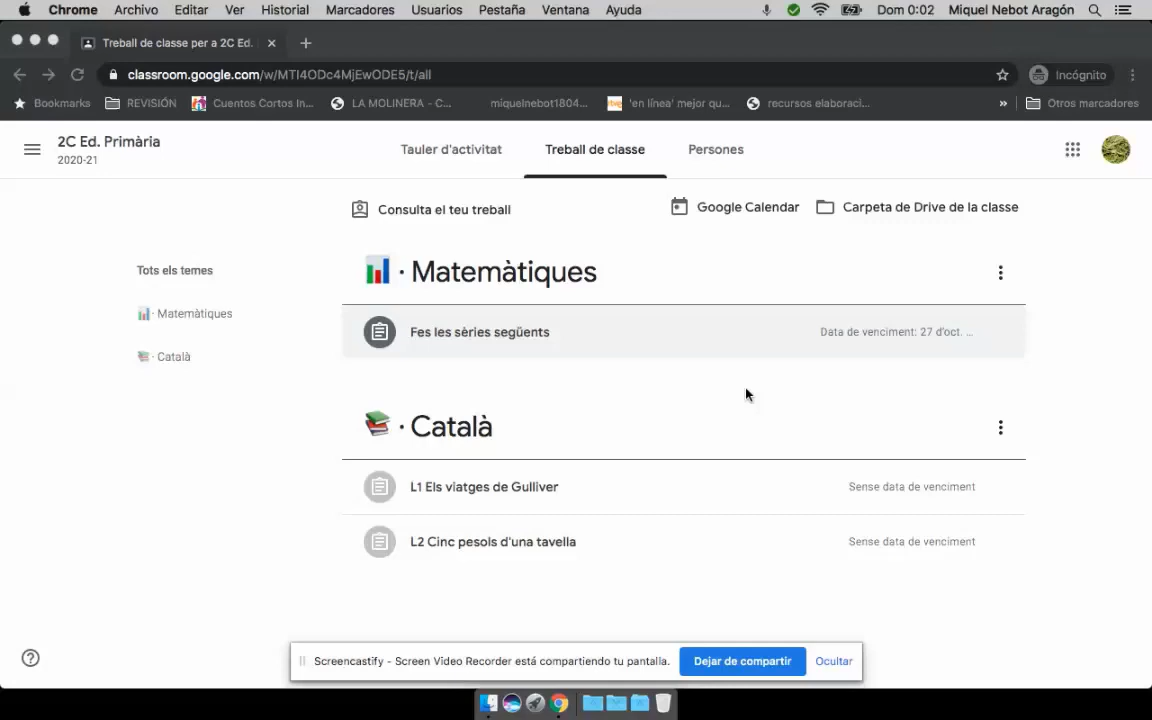 Chrome Archivo Editar Ver Historial Marcadores Usuarios Pestaña Ventana Ayuda Dom 0:02 Miquel Nebot Aragón
Treball de classe per a 2C Ed.
classroom.google.com/w/MTI4ODc4MjEwODE5/t/all Incógnito
Bookmarks REVISIÓN Cuentos Cortos In... LA MOLINERA - C... miquelnebot1804... 'en línea' mejor qu... recursos elaboraci... » Otros marcadores
2C Ed. Primària
2020-21
Tauler d'activitat Treball de classe Persones
Consulta el teu treball Google Calendar Carpeta de Drive de la classe
Tots els temes
· Matemàtiques
· Català
· Matemàtiques
Fes les sèries següents Data de venciment: 27 d'oct. ...
· Català
L1 Els viatges de Gulliver Sense data de venciment
L2 Cinc pesols d'una tavella Sense data de venciment
Screencastify - Screen Video Recorder está compartiendo tu pantalla. Dejar de compartir Ocultar